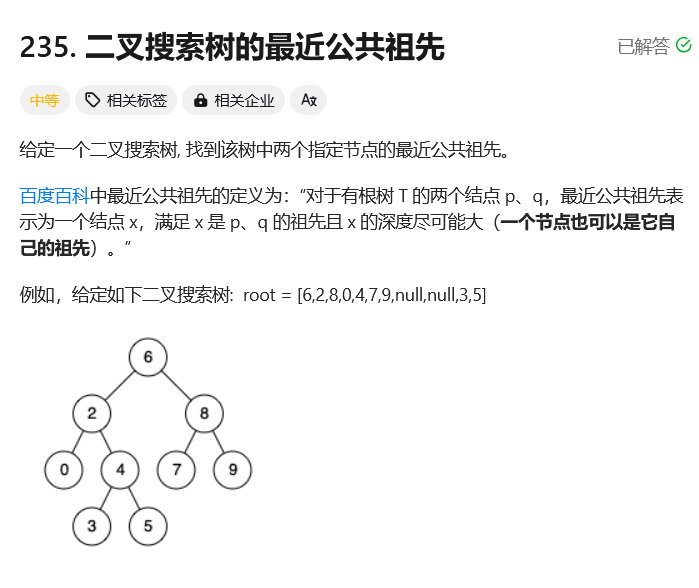 235. 二叉搜索树的最近公共祖先
已解答
中等
相关标签
相关企业
给定一个二叉搜索树, 找到该树中两个指定节点的最近公共祖先。
百度百科中最近公共祖先的定义为：“对于有根树 T 的两个结点 p、q，最近公共祖先表
示为一个结点 x，满足 x 是 p、q 的祖先且 x 的深度尽可能大（一个节点也可以是它自
己的祖先）。”
例如，给定如下二叉搜索树:  root = [6,2,8,0,4,7,9,null,null,3,5]
6
2 8
0 4 7 9
3 5